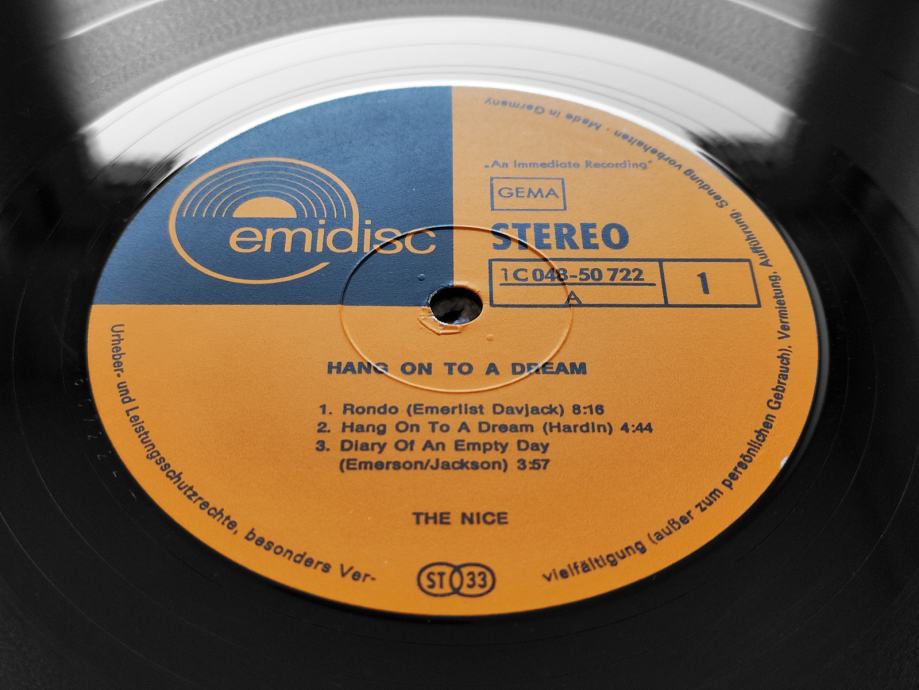 emidisc
„An Immediate Recording"
GEMA
STEREO
1C 048-50 722
A
1
HANG ON TO A DREAM
1. Rondo (Emerlist Davjack) 8:16
2. Hang On To A Dream (Hardin) 4:44
3. Diary Of An Empty Day
(Emerson/Jackson) 3:57
THE NICE
ST 33
Urheber- und Leistungsschutzrechte, besonders Ver-
vielfältigung (außer zum persönlichen Gebrauch), Vermietung, Aufführung, Sendung vorbehalten · Made in Germany